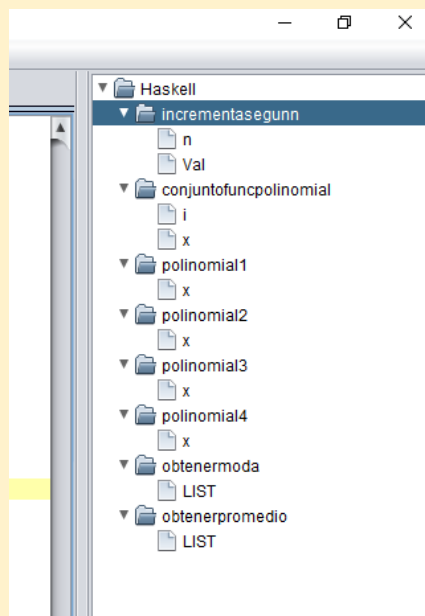 Haskell
incrementasegunn
n
Val
conjuntofuncpolinomial
i
x
polinomial1
x
polinomial2
x
polinomial3
x
polinomial4
x
obtenermoda
LIST
obtenerpromedio
LIST